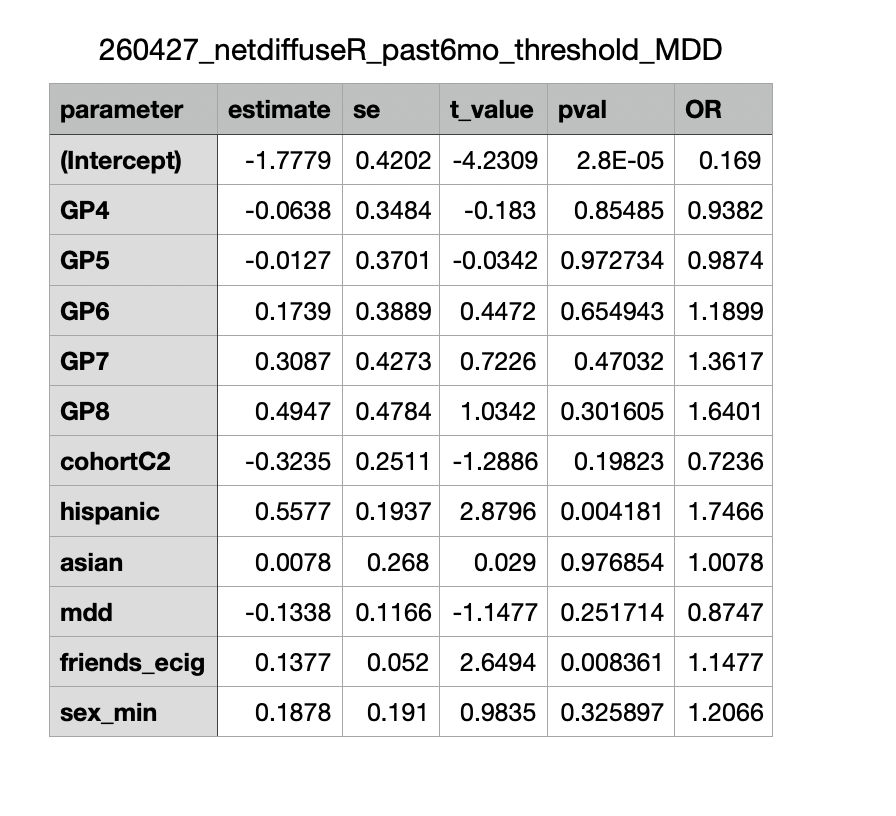 260427_netdiffuseR_past6mo_threshold_MDD
parameter estimate se t_value pval OR
(Intercept) -1.7779 0.4202 -4.2309 2.8E-05 0.169
GP4 -0.0638 0.3484 -0.183 0.85485 0.9382
GP5 -0.0127 0.3701 -0.0342 0.972734 0.9874
GP6 0.1739 0.3889 0.4472 0.654943 1.1899
GP7 0.3087 0.4273 0.7226 0.47032 1.3617
GP8 0.4947 0.4784 1.0342 0.301605 1.6401
cohortC2 -0.3235 0.2511 -1.2886 0.19823 0.7236
hispanic 0.5577 0.1937 2.8796 0.004181 1.7466
asian 0.0078 0.268 0.029 0.976854 1.0078
mdd -0.1338 0.1166 -1.1477 0.251714 0.8747
friends_ecig 0.1377 0.052 2.6494 0.008361 1.1477
sex_min 0.1878 0.191 0.9835 0.325897 1.2066